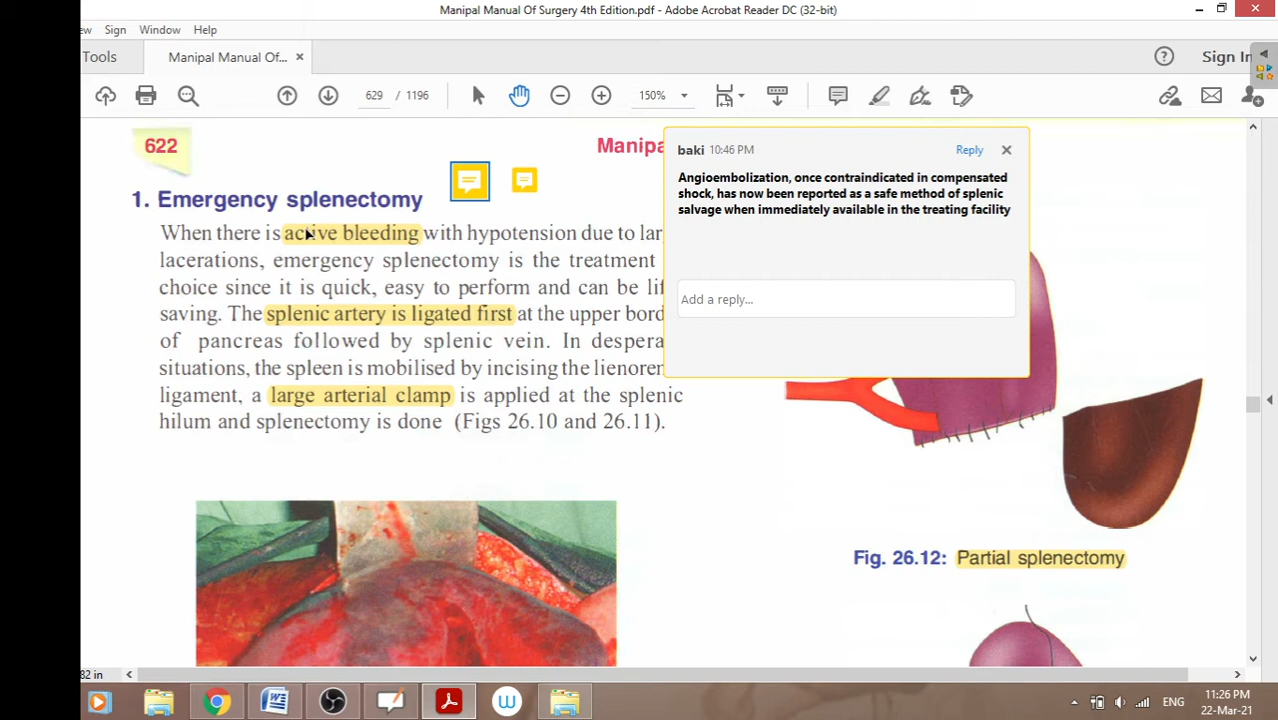 Manipal Manual Of Surgery 4th Edition.pdf - Adobe Acrobat Reader DC (32-bit)
ew Sign Window Help
Tools
Manipal Manual Of...
Sign In
629 / 1196
150%
622
Manipa
baki 10:46 PM
Reply
Angioembolization, once contraindicated in compensated
shock, has now been reported as a safe method of splenic
salvage when immediately available in the treating facility
Add a reply...
1. Emergency splenectomy
When there is active bleeding with hypotension due to lar
lacerations, emergency splenectomy is the treatment
choice since it is quick, easy to perform and can be lif
saving. The splenic artery is ligated first at the upper bord
of pancreas followed by splenic vein. In despera
situations, the spleen is mobilised by incising the lienoren
ligament, a large arterial clamp is applied at the splenic
hilum and splenectomy is done (Figs 26.10 and 26.11).
Fig. 26.12: Partial splenectomy
82 in
ENG
11:26 PM
22-Mar-21